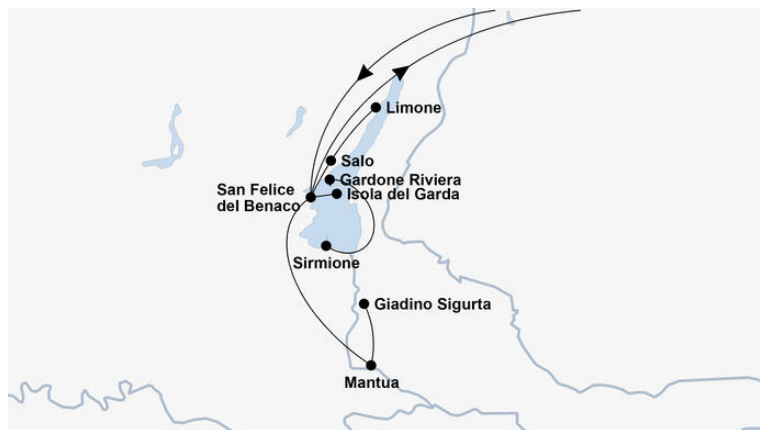 Limone
Salo
Gardone Riviera
San Felice
del Benaco
Isola del Garda
Sirmione
Giadino Sigurta
Mantua